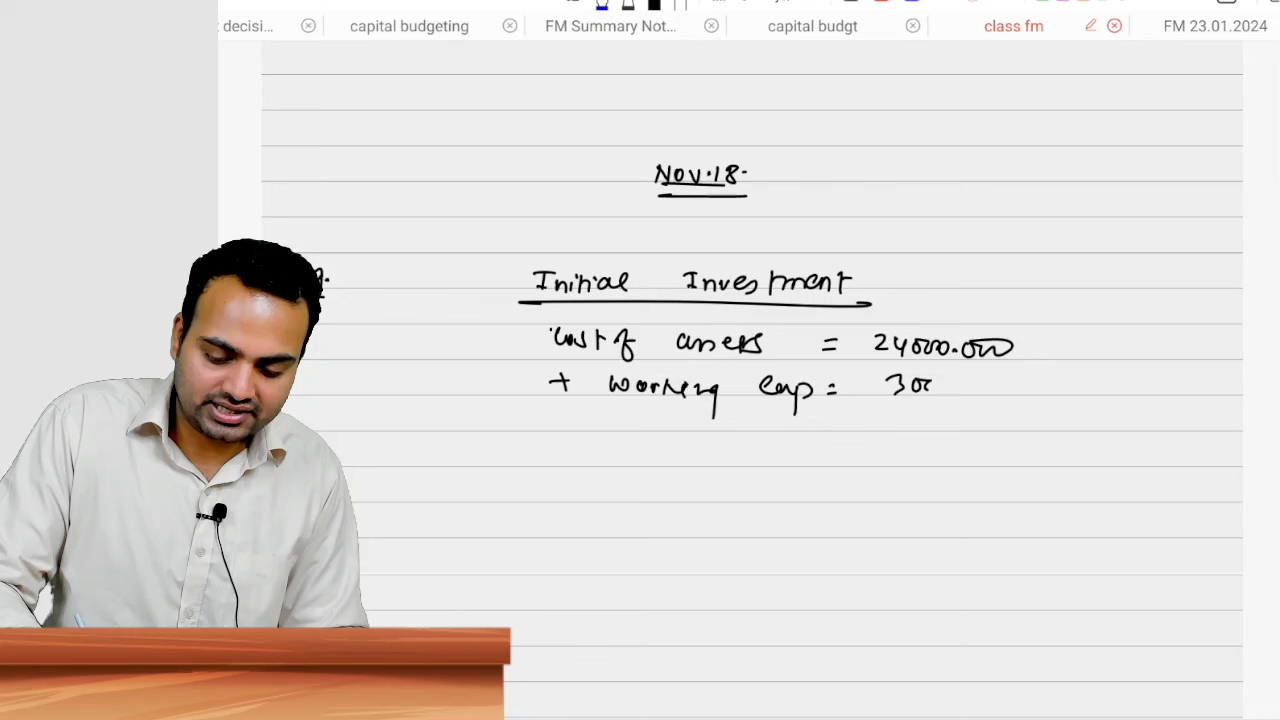 t decisi... capital budgeting FM Summary Not... capital budgt class fm FM 23.01.2024
Nov.18.
Initial Investment
Cost of assets = 24000.000
+ working cap = 300